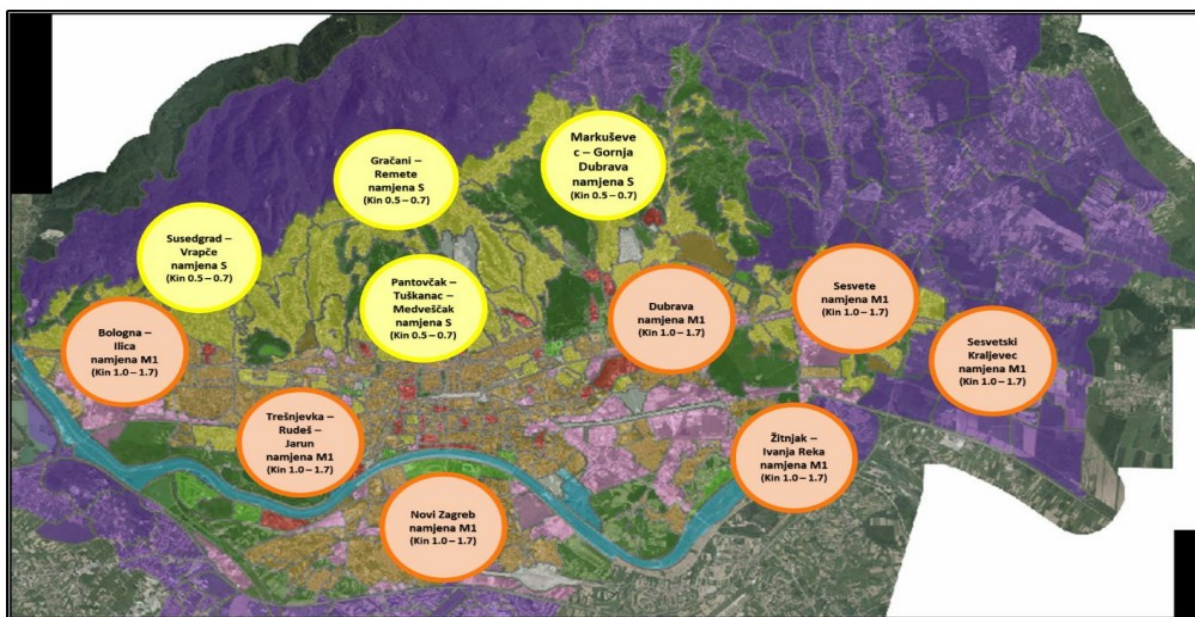 Gračani –
Remete
namjena S
(Kin 0.5 – 0.7)
Markuševe
c – Gornja
Dubrava
namjena S
(Kin 0.5 – 0.7)
Susedgrad –
Vrapče
namjena S
(Kin 0.5 – 0.7)
Pantovčak –
Tuškanac –
Medveščak
namjena S
(Kin 0.5 – 0.7)
Bologna –
Ilica
namjena M1
(Kin 1.0 – 1.7)
Dubrava
namjena M1
(Kin 1.0 – 1.7)
Sesvete
namjena M1
(Kin 1.0 – 1.7)
Sesvetski
Kraljevec
namjena M1
(Kin 1.0 – 1.7)
Trešnjevka –
Rudeš –
Jarun
namjena M1
(Kin 1.0 – 1.7)
Žitnjak –
Ivanja Reka
namjena M1
(Kin 1.0 – 1.7)
Novi Zagreb
namjena M1
(Kin 1.0 – 1.7)